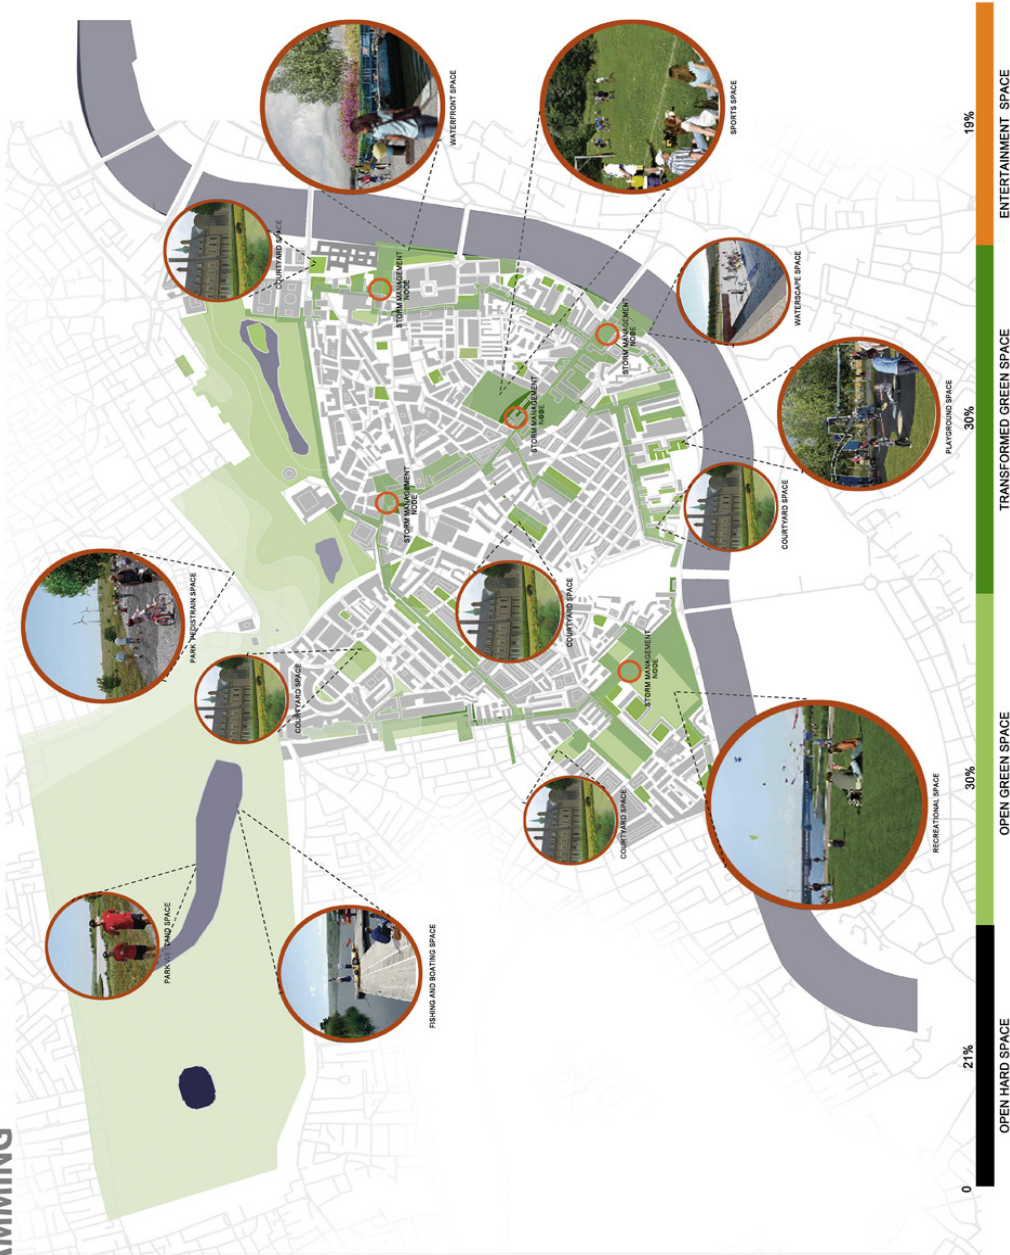 WATERFRONT SPACE
SPORTS SPACE
COURTYARD SPACE
STORM MANAGEMENT
NODE
WATERSCAPE SPACE
STORM MANAGEMENT
NODE
STORM MANAGEMENT
NODE
PLAYGROUND SPACE
STORM MANAGEMENT
NODE
COURTYARD SPACE
PARK PEDISTRAIN SPACE
COURTYARD SPACE
COURTYARD SPACE
STORM MANAGEMENT
NODE
COURTYARD SPACE
RECREATIONAL SPACE
PARK SPACE
FISHING AND BOATING SPACE
0
21%
30%
30%
19%
OPEN HARD SPACE
OPEN GREEN SPACE
TRANSFORMED GREEN SPACE
ENTERTAINMENT SPACE